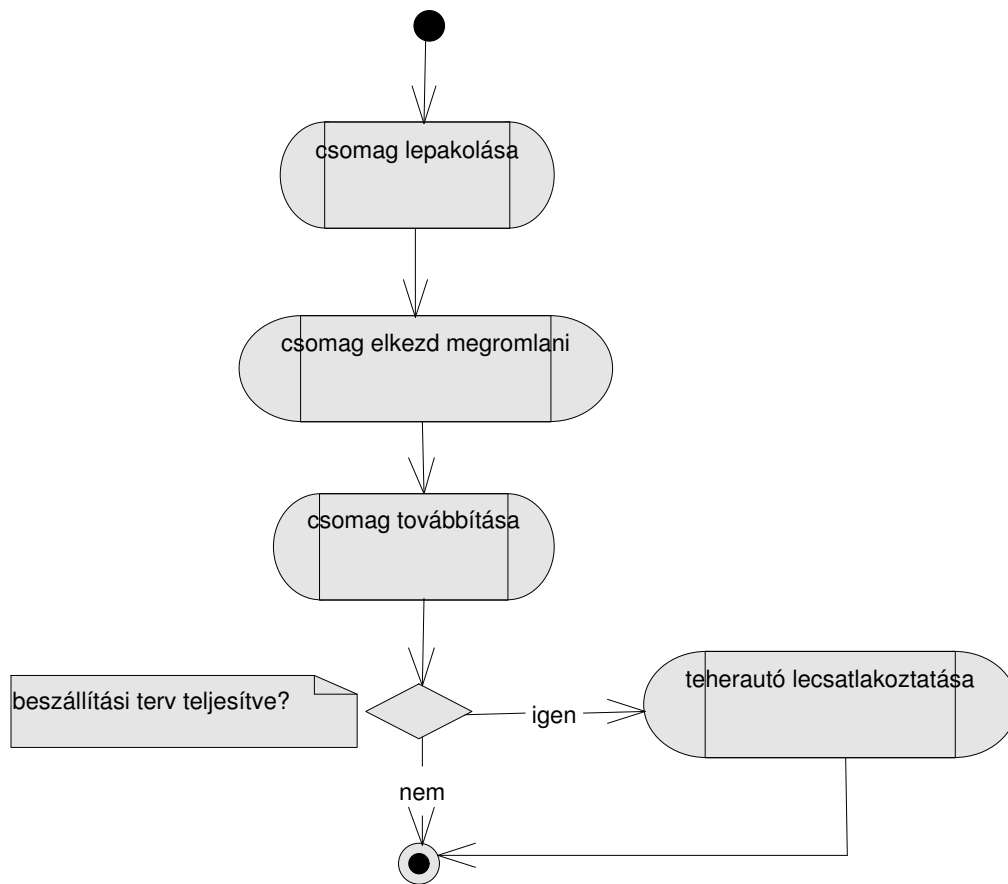 csomag lepakolása
csomag elkezd megromlani
csomag továbbítása
beszállítási terv teljesítve?
teherautó lecsatlakoztatása
igen
nem